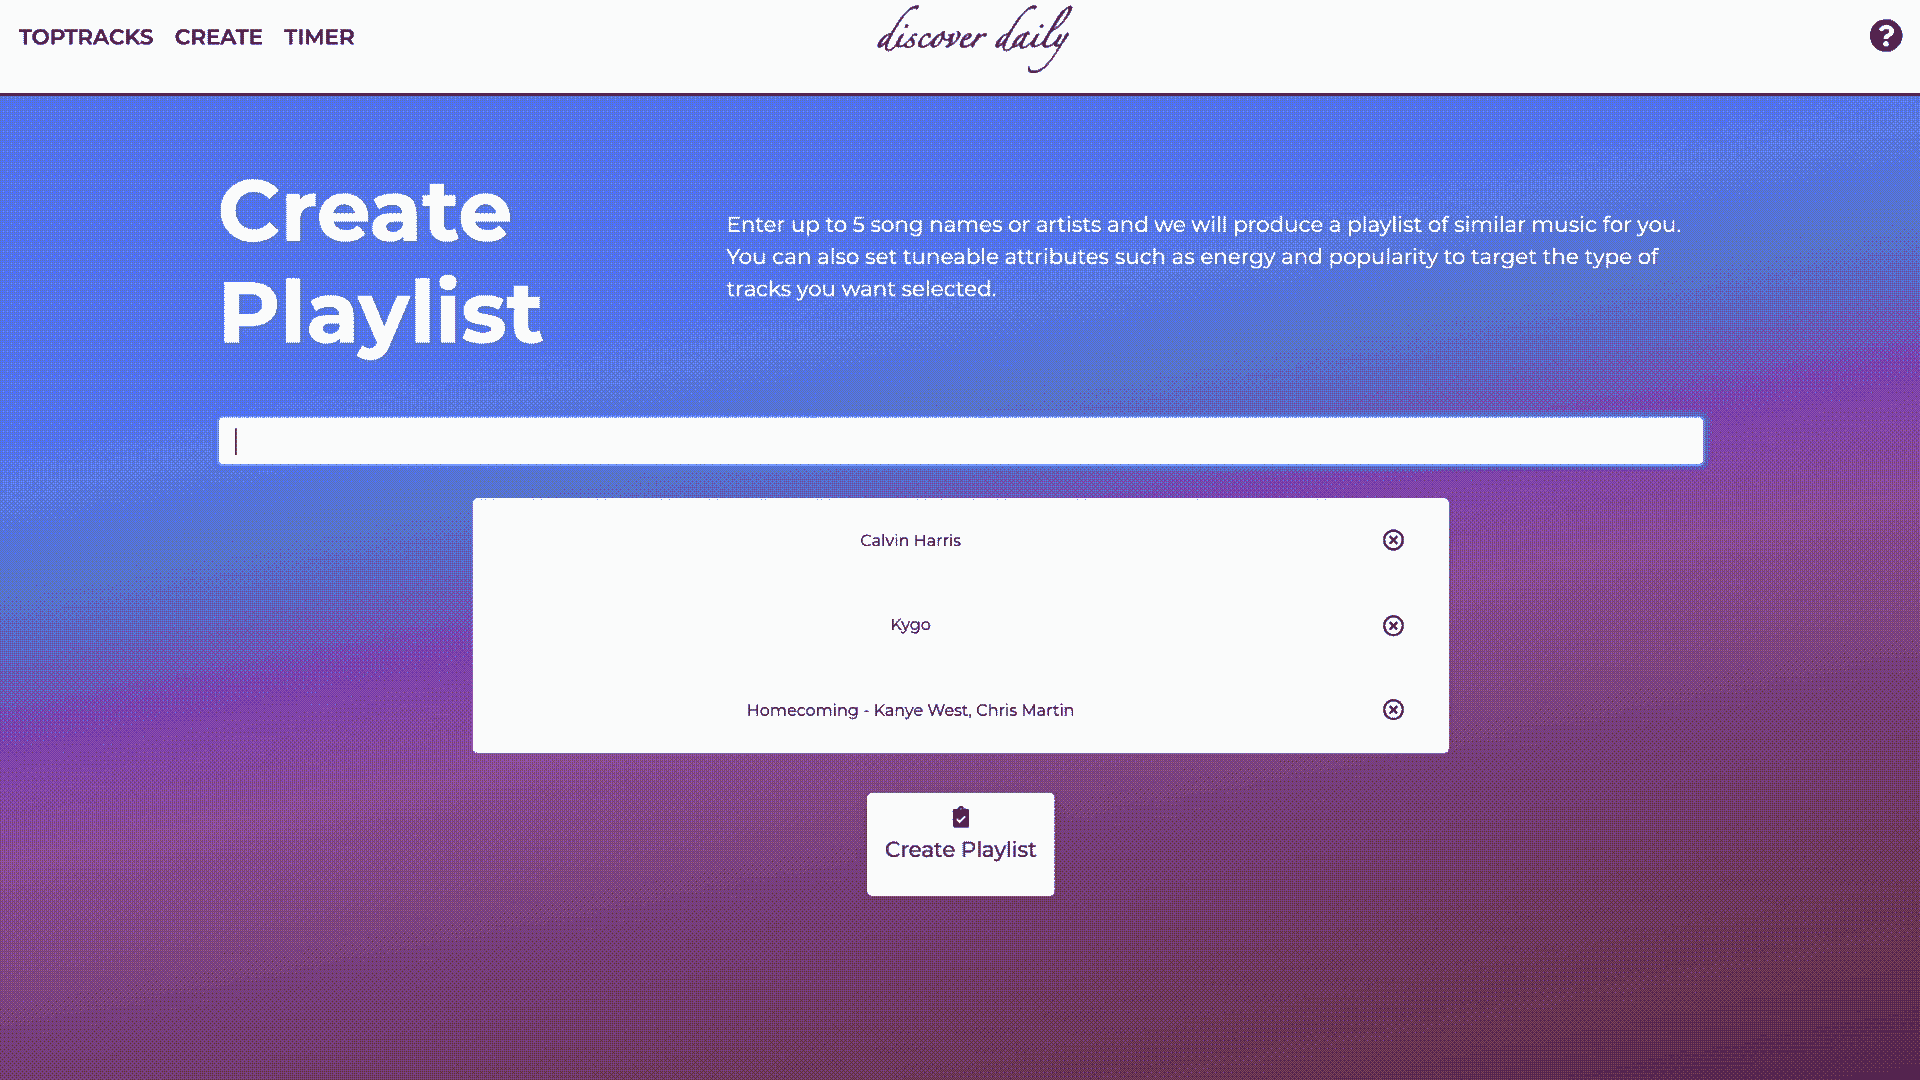 TOPTRACKS CREATE TIMER
discover daily
?
Create
Playlist
Enter up to 5 song names or artists and we will produce a playlist of similar music for you.
You can also set tuneable attributes such as energy and popularity to target the type of
tracks you want selected.
Calvin Harris
Kygo
Homecoming - Kanye West, Chris Martin
Create Playlist